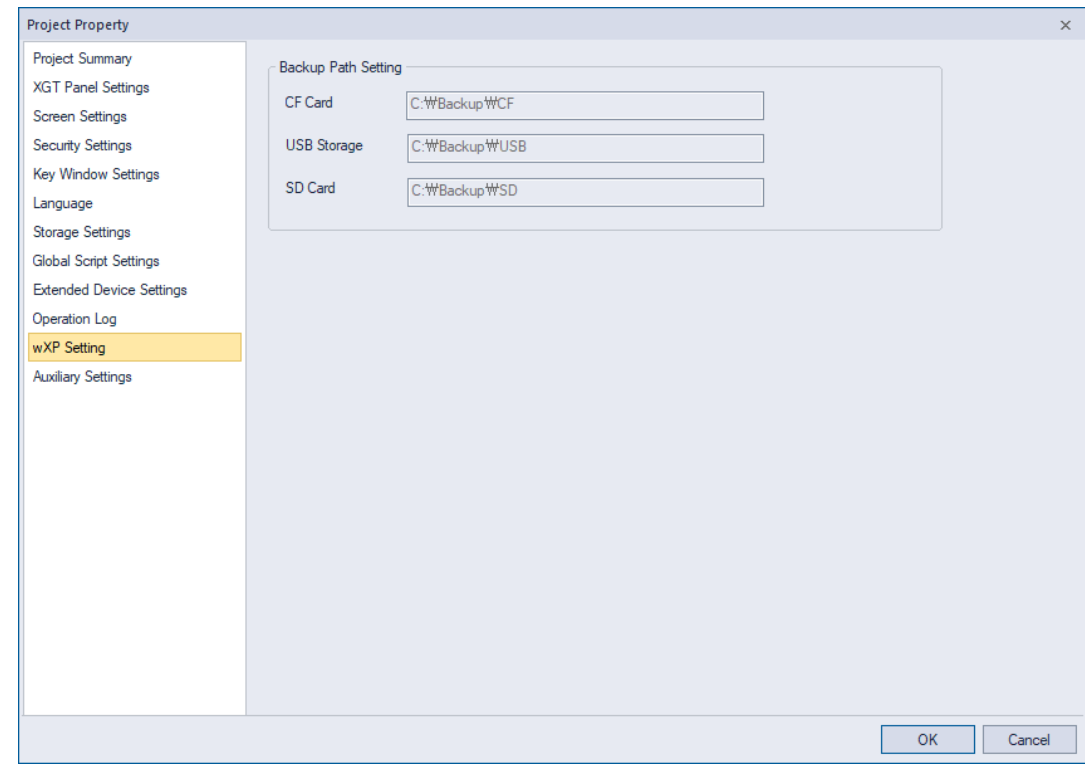 Project Property
Project Summary
XGT Panel Settings
Screen Settings
Security Settings
Key Window Settings
Language
Storage Settings
Global Script Settings
Extended Device Settings
Operation Log
wXP Setting
Auxiliary Settings
Backup Path Setting
CF Card C:₩Backup₩CF
USB Storage C:₩Backup₩USB
SD Card C:₩Backup₩SD
OK Cancel